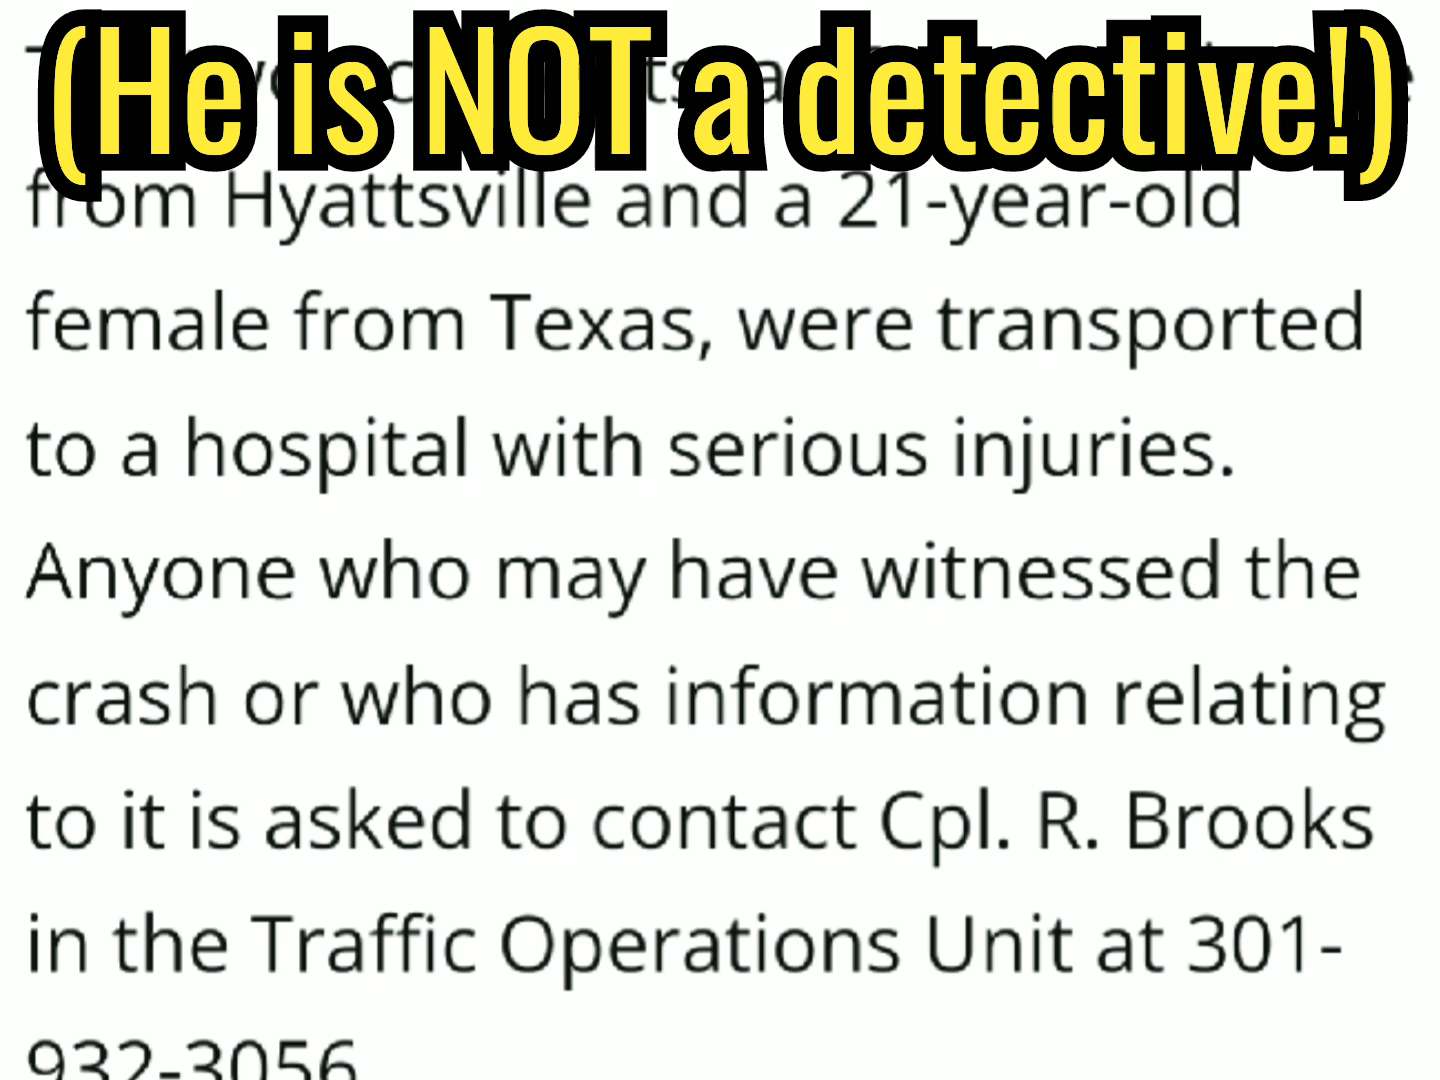 (He is NOT a detective!)
from Hyattsville and a 21-year-old
female from Texas, were transported
to a hospital with serious injuries.
Anyone who may have witnessed the
crash or who has information relating
to it is asked to contact Cpl. R. Brooks
in the Traffic Operations Unit at 301-
932-3056